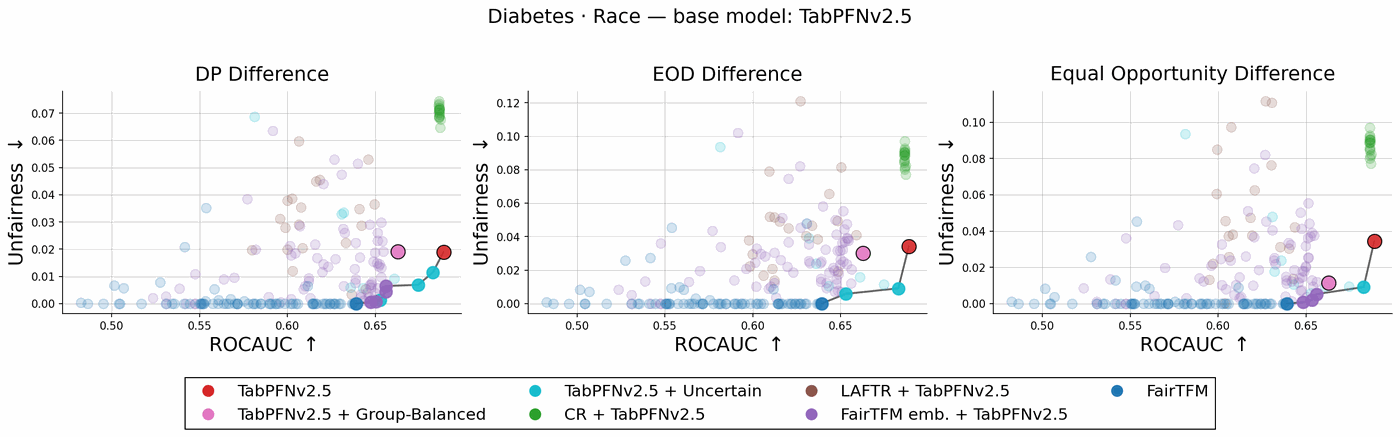 Diabetes · Race — base model: TabPFNv2.5
DP Difference
EOD Difference
Equal Opportunity Difference
Unfairness ↓
0.07
0.06
0.05
0.04
0.03
0.02
0.01
0.00
0.50 0.55 0.60 0.65
ROCAUC ↑
Unfairness ↓
0.12
0.10
0.08
0.06
0.04
0.02
0.00
0.50 0.55 0.60 0.65
ROCAUC ↑
Unfairness ↓
0.10
0.08
0.06
0.04
0.02
0.00
0.50 0.55 0.60 0.65
ROCAUC ↑
TabPFNv2.5
TabPFNv2.5 + Group-Balanced
TabPFNv2.5 + Uncertain
CR + TabPFNv2.5
LAFTR + TabPFNv2.5
FairTFM emb. + TabPFNv2.5
FairTFM